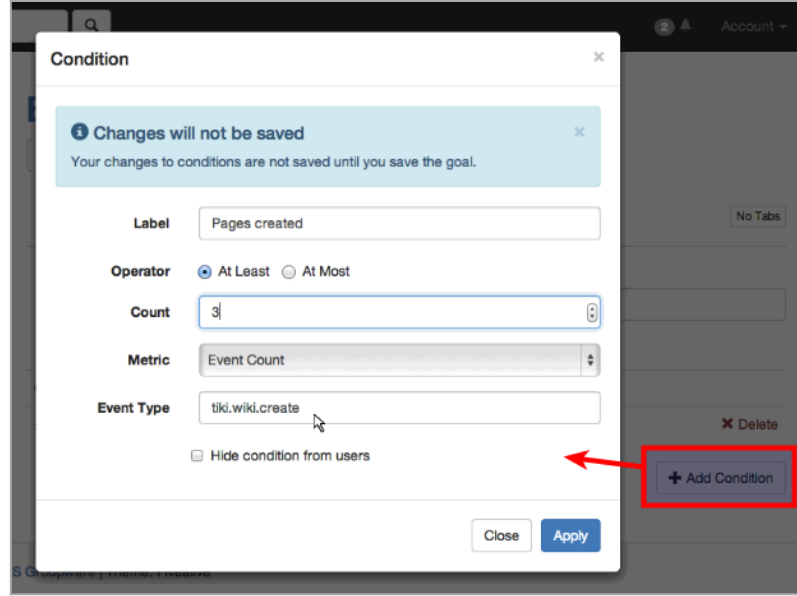 2
Account
Condition
×
Changes will not be saved
×
Your changes to conditions are not saved until you save the goal.
No Tabs
Label
Pages created
Operator
At Least
At Most
Count
3
Metric
Event Count
Event Type
tiki.wiki.create
Delete
Hide condition from users
Add Condition
Close
Apply
S Groupware | Theme: Fivealive